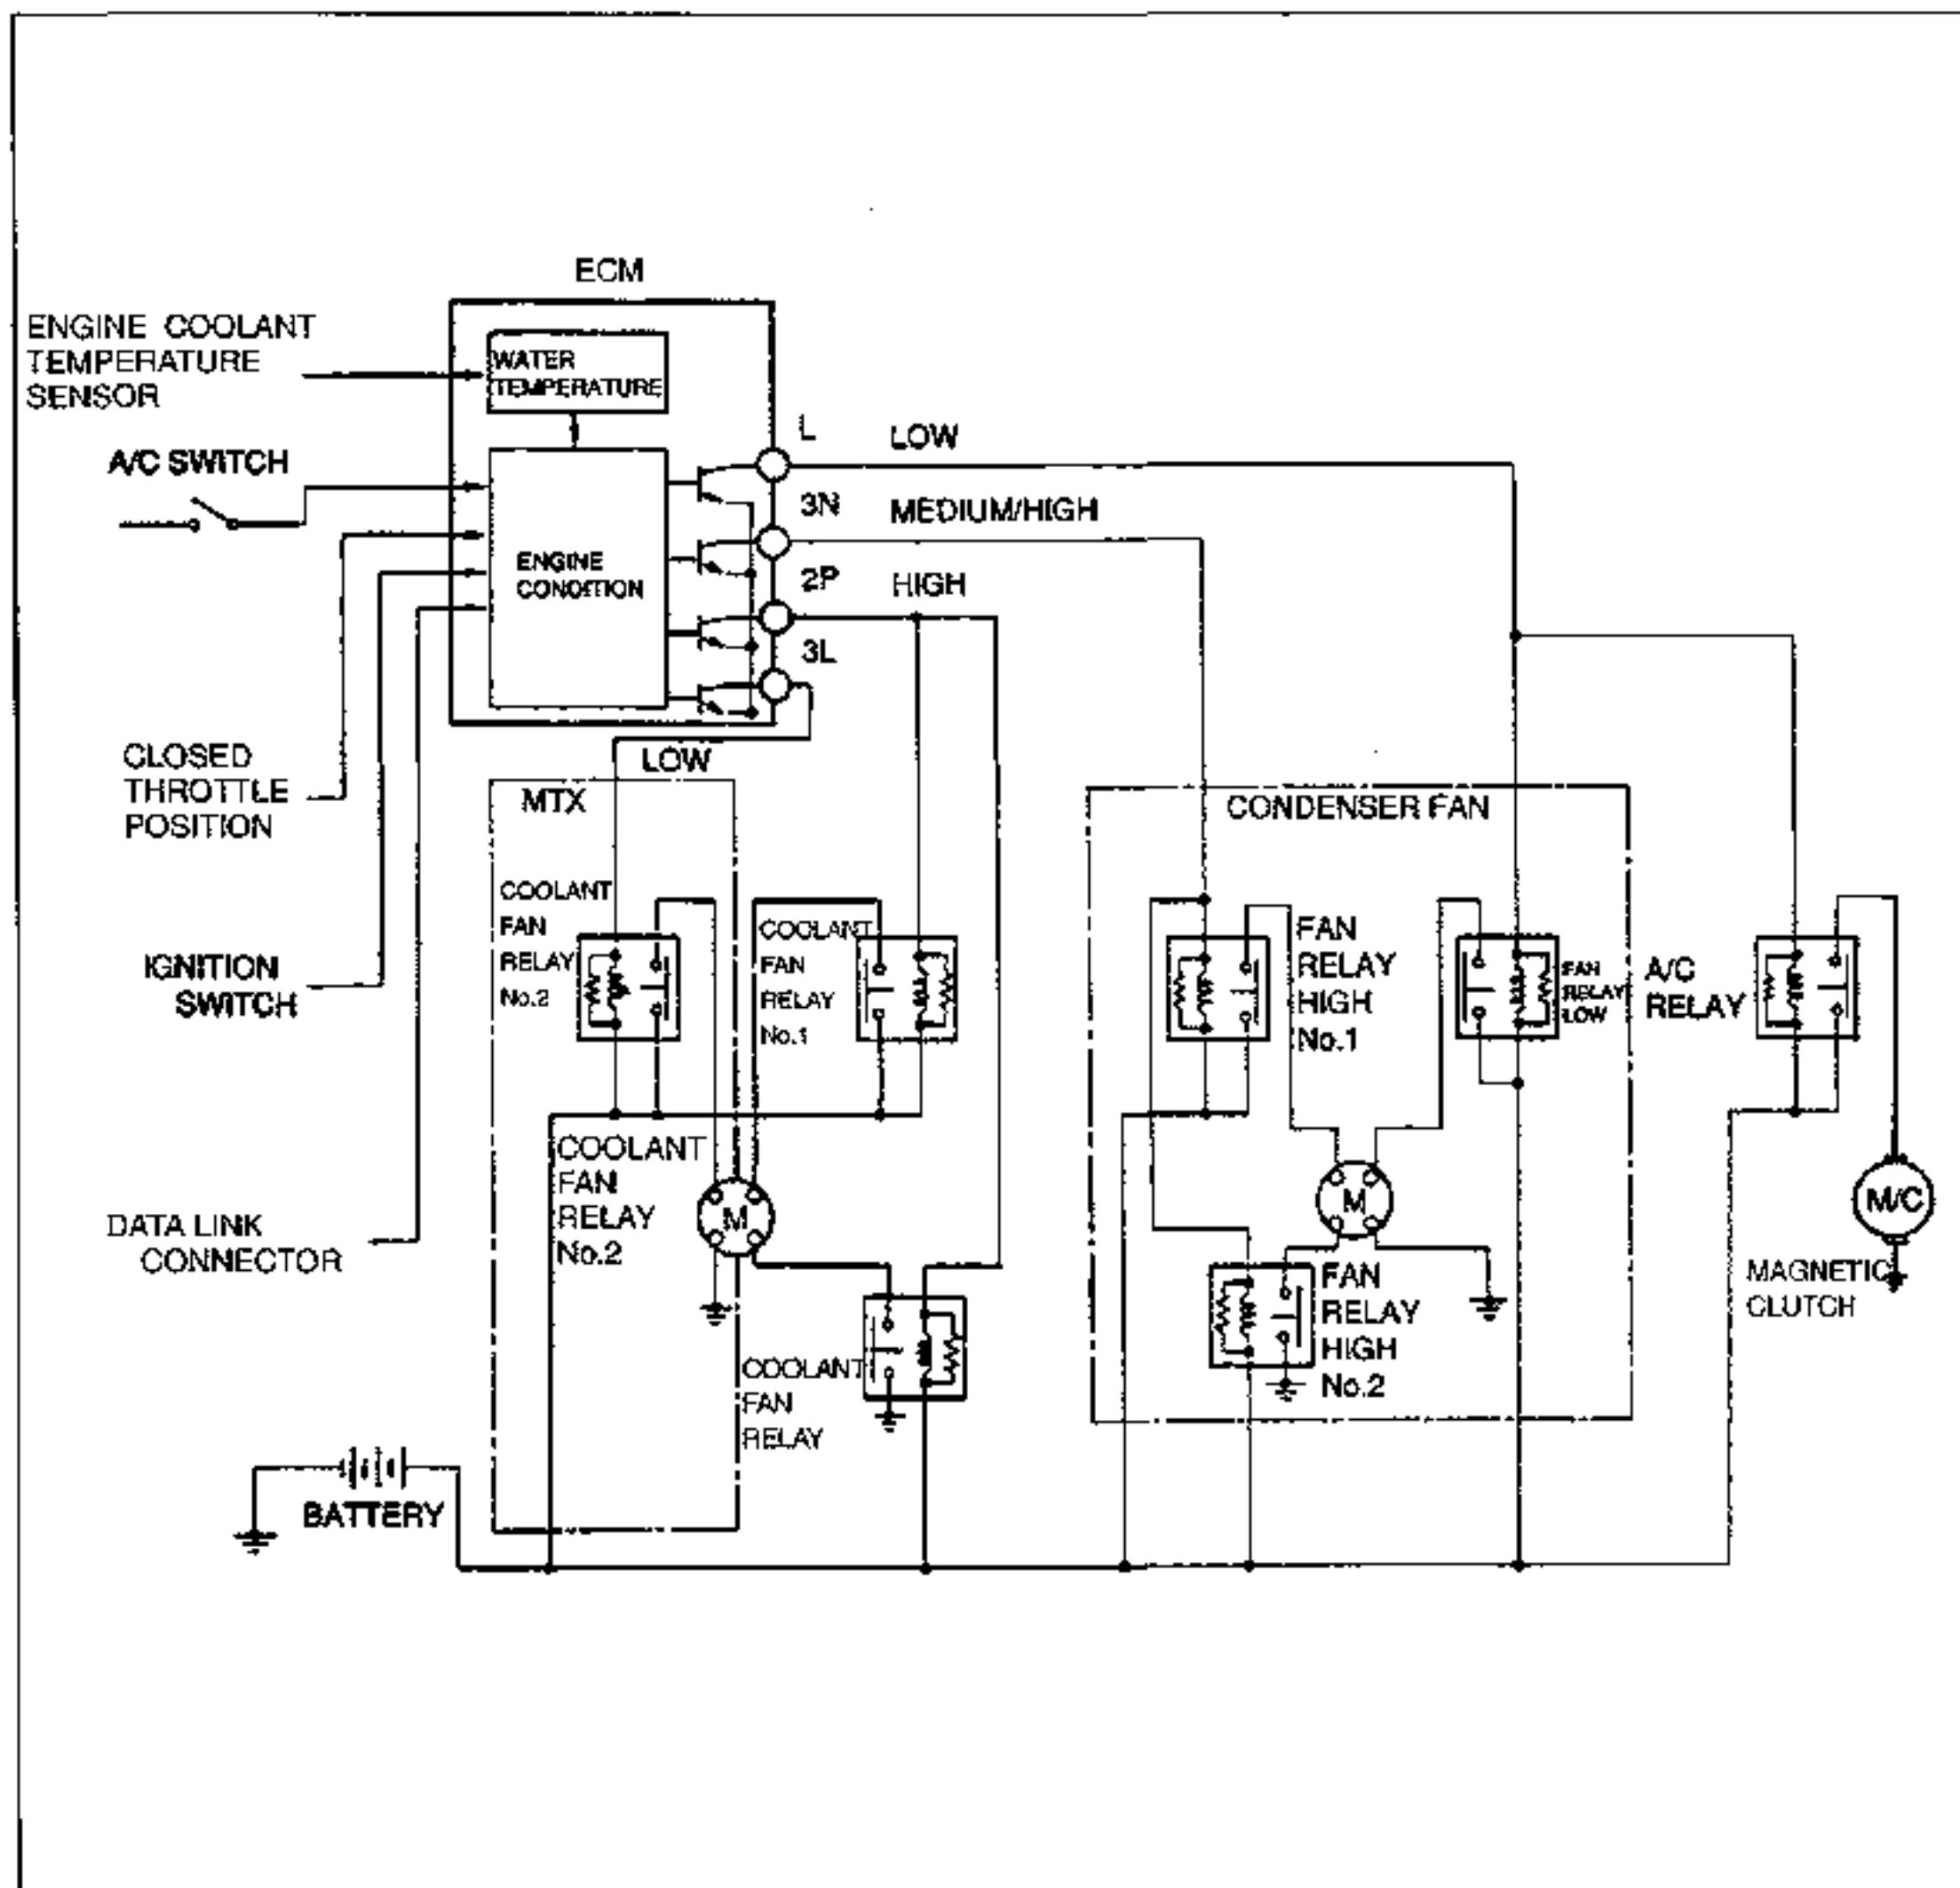 ECM
ENGINE COOLANT
TEMPERATURE
SENSOR
WATER
TEMPERATURE
A/C SWITCH
L
LOW
3N
MEDIUM/HIGH
ENGINE
CONDITION
2P
HIGH
3L
LOW
CLOSED
THROTTLE
POSITION
MTX
CONDENSER FAN
COOLANT
FAN
RELAY
No.2
COOLANT
FAN
RELAY
No.1
FAN
RELAY
HIGH
No.1
FAN
RELAY
LOW
A/C
RELAY
IGNITION
SWITCH
COOLANT
FAN
RELAY
No.2
M
M
M/C
DATA LINK
CONNECTOR
FAN
RELAY
HIGH
No.2
MAGNETIC
CLUTCH
COOLANT
FAN
RELAY
BATTERY